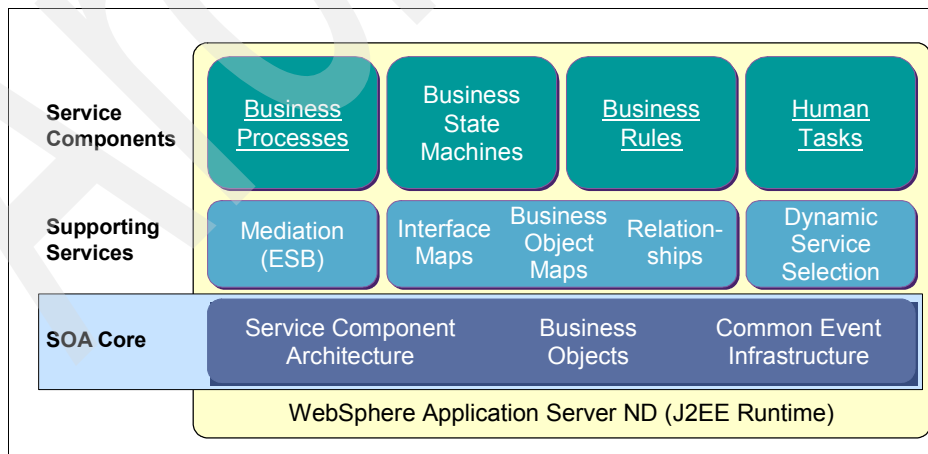 Service
Components
Business
Processes
Business
State
Machines
Business
Rules
Human
Tasks
Supporting
Services
Mediation
(ESB)
Interface
Maps
Business
Object
Maps
Relation-
ships
Dynamic
Service
Selection
SOA Core
Service Component
Architecture
Business
Objects
Common Event
Infrastructure
WebSphere Application Server ND (J2EE Runtime)